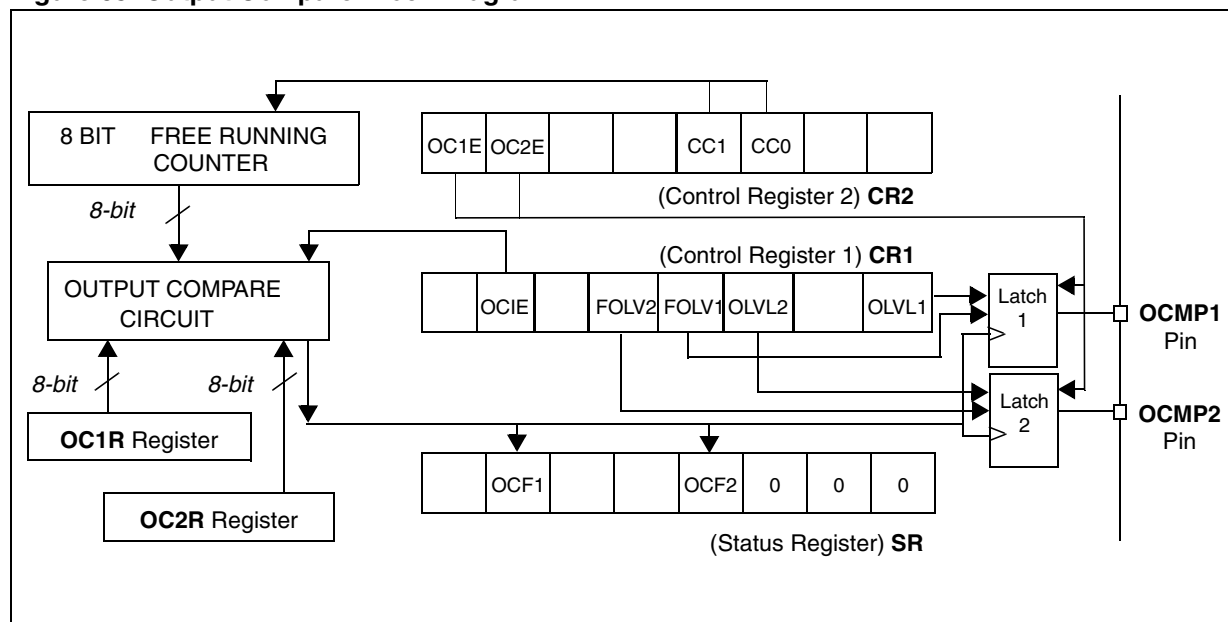 8 BIT FREE RUNNING
COUNTER
OC1E OC2E CC1 CC0
(Control Register 2) CR2
8-bit
(Control Register 1) CR1
OUTPUT COMPARE
CIRCUIT
OCIE FOLV2 FOLV1 OLVL2 OLVL1
Latch
1
OCMP1
Pin
8-bit 8-bit
Latch
2
OCMP2
Pin
OC1R Register
OCF1 OCF2 0 0 0
OC2R Register
(Status Register) SR